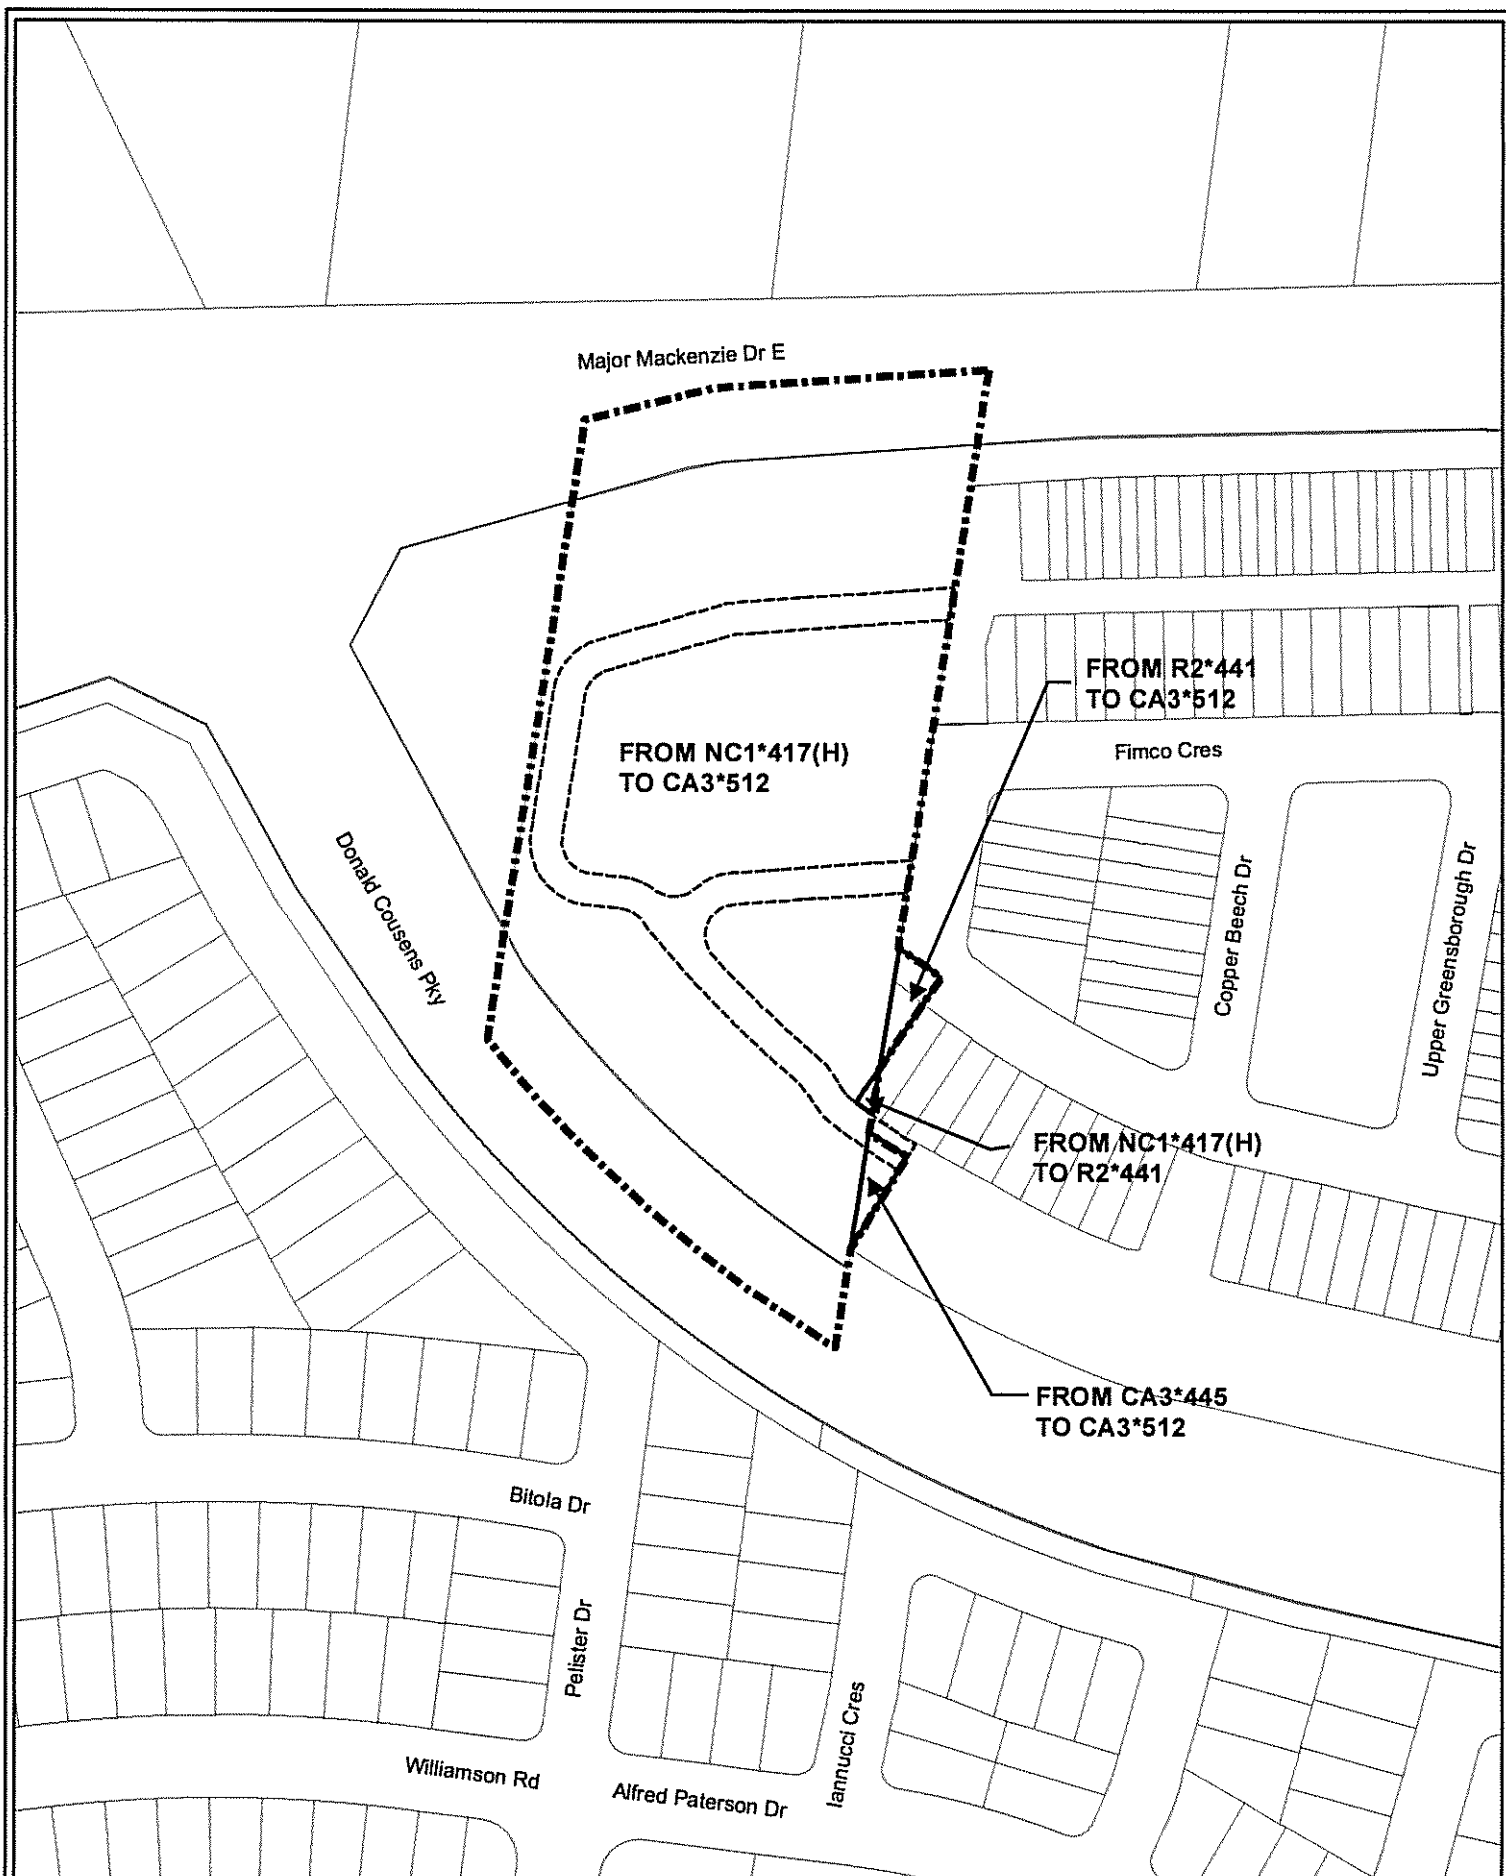 Major Mackenzie Dr E
FROM R2*441
TO CA3*512
FROM NC1*417(H)
TO CA3*512
Fimco Cres
Donald Cousens Pky
Copper Beech Dr
Upper Greensborough Dr
FROM NC1*417(H)
TO R2*441
FROM CA3*445
TO CA3*512
Bitola Dr
Pelister Dr
Iannucci Cres
Williamson Rd
Alfred Paterson Dr